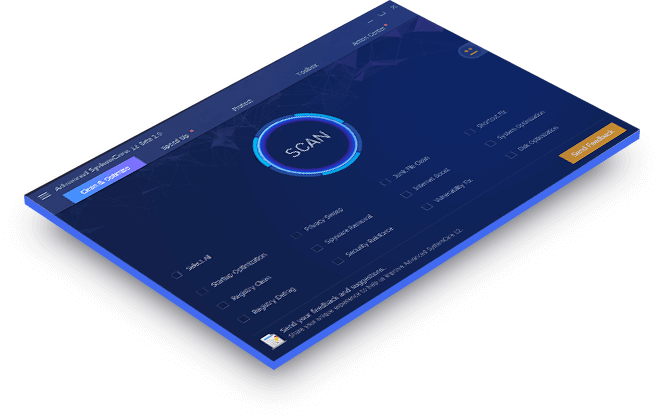 Advanced SystemCare 12 Beta 2.0
Clean & Optimize
Speed Up
Protect
Toolbox
Action Center
SCAN
Select All
Startup Optimization
Registry Clean
Registry Defrag
Privacy Sweep
Spyware Removal
Security Reinforce
Junk File Clean
Internet Boost
Vulnerability Fix
Shortcut Fix
System Optimization
Disk Optimization
Send your feedback and suggestions.
Share your unique experience to help us improve Advanced SystemCare 12.
Send Feedback